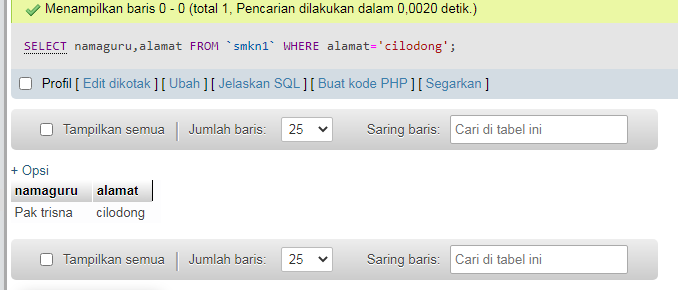 Menampilkan baris 0 - 0 (total 1, Pencarian dilakukan dalam 0,0020 detik.)
SELECT namaguru,alamat FROM `smkn1` WHERE alamat='cilodong';
Profil [ Edit dikotak ] [ Ubah ] [ Jelaskan SQL ] [ Buat kode PHP ] [ Segarkan ]
Tampilkan semua | Jumlah baris: 25 Saring baris: Cari di tabel ini
+ Opsi
namaguru alamat
Pak trisna cilodong
Tampilkan semua | Jumlah baris: 25 Saring baris: Cari di tabel ini